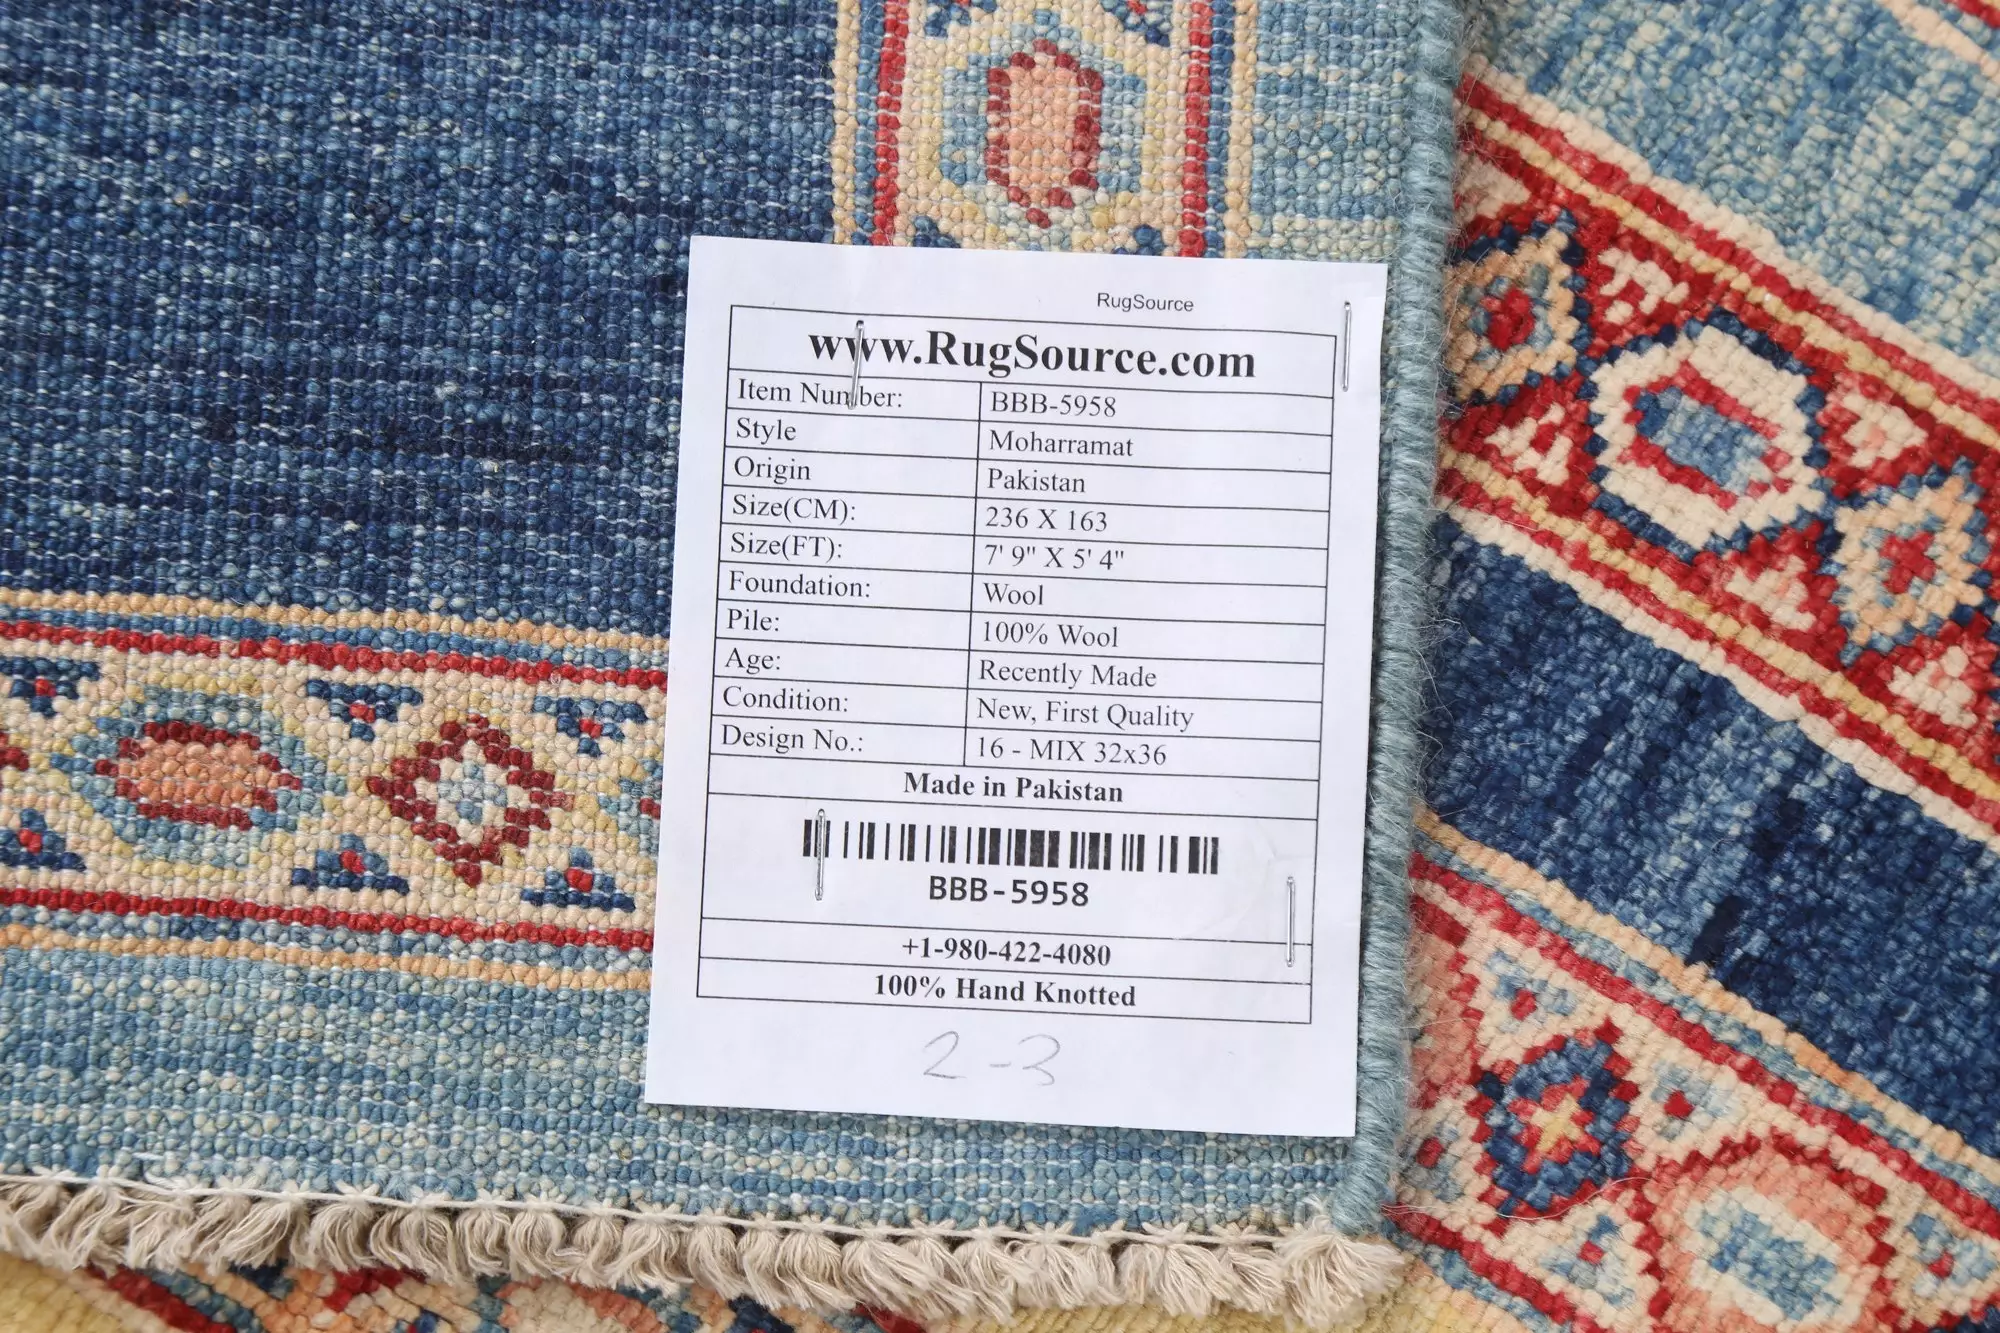 RugSource
www.RugSource.com
Item Number: BBB-5958
Style Moharramat
Origin Pakistan
Size(CM): 236 X 163
Size(FT): 7' 9" X 5' 4"
Foundation: Wool
Pile: 100% Wool
Age: Recently Made
Condition: New, First Quality
Design No.: 16 - MIX 32x36
Made in Pakistan
BBB-5958
+1-980-422-4080
100% Hand Knotted
2-3